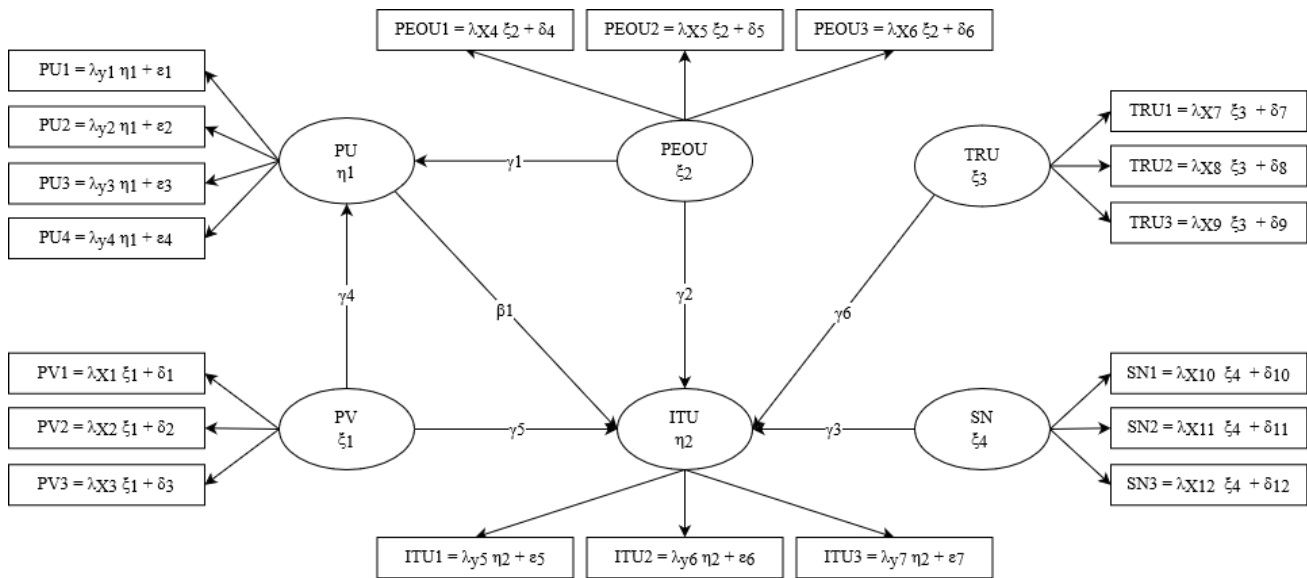 PEOU1 = λX4 ξ2 + δ4
PEOU2 = λX5 ξ2 + δ5
PEOU3 = λX6 ξ2 + δ6
PU1 = λy1 η1 + ε1
PU2 = λy2 η1 + ε2
PU3 = λy3 η1 + ε3
PU4 = λy4 η1 + ε4
PU
η1
γ1
PEOU
ξ2
TRU
ξ3
TRU1 = λX7 ξ3 + δ7
TRU2 = λX8 ξ3 + δ8
TRU3 = λX9 ξ3 + δ9
γ4
β1
γ2
γ6
PV1 = λX1 ξ1 + δ1
PV2 = λX2 ξ1 + δ2
PV3 = λX3 ξ1 + δ3
PV
ξ1
γ5
ITU
η2
γ3
SN
ξ4
SN1 = λX10 ξ4 + δ10
SN2 = λX11 ξ4 + δ11
SN3 = λX12 ξ4 + δ12
ITU1 = λy5 η2 + ε5
ITU2 = λy6 η2 + ε6
ITU3 = λy7 η2 + ε7